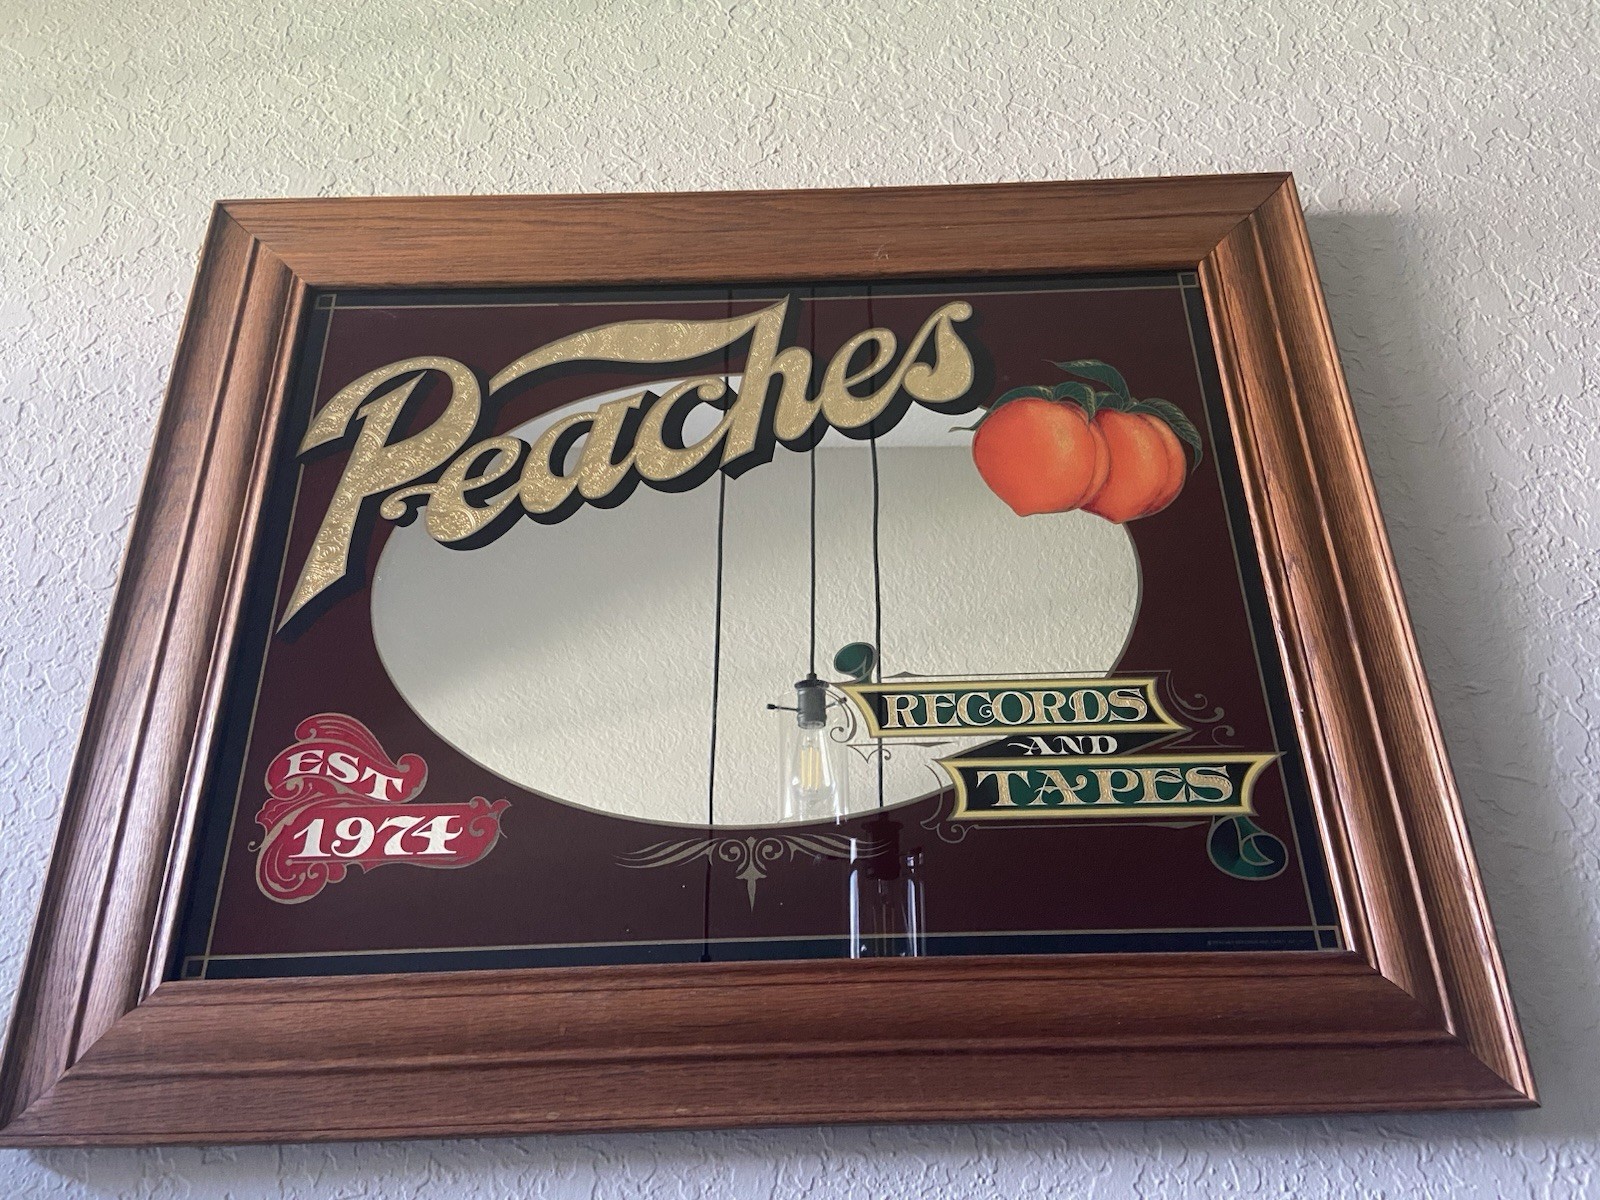 Peaches
RECORDS
AND
TAPES
EST
1974